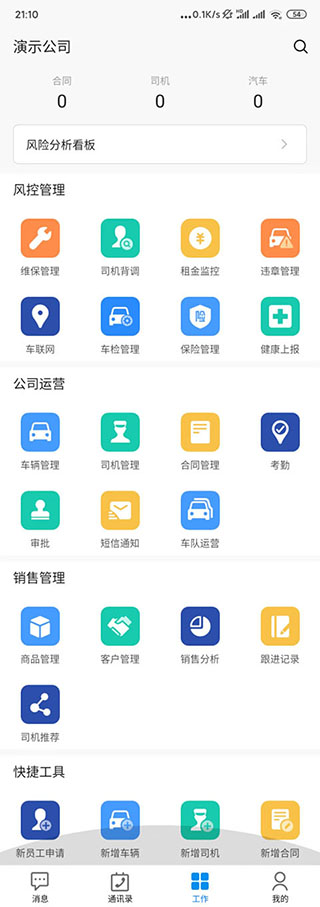 21:10 ...0.1K/s HD 54
演示公司
合同 司机 汽车
0 0 0
风险分析看板
风控管理
维保管理 司机背调 租金监控 违章管理
车联网 车检管理 保险管理 健康上报
公司运营
车辆管理 司机管理 合同管理 考勤
审批 短信通知 车队运营
销售管理
商品管理 客户管理 销售分析 跟进记录
司机推荐
快捷工具
新员工申请 新增车辆 新增司机 新增合同
消息 通讯录 工作 我的